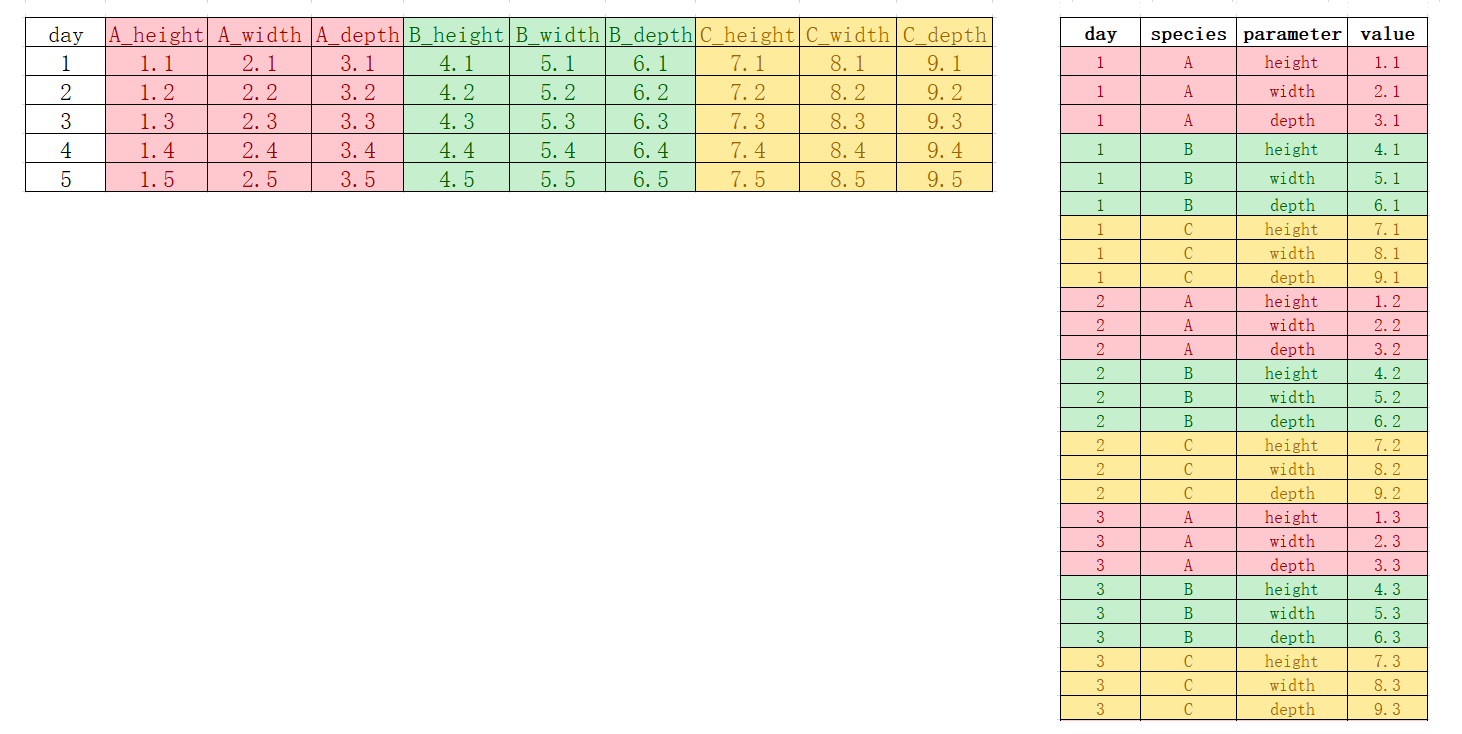 day A_height A_width A_depth B_height B_width B_depth C_height C_width C_depth
1 1.1 2.1 3.1 4.1 5.1 6.1 7.1 8.1 9.1
2 1.2 2.2 3.2 4.2 5.2 6.2 7.2 8.2 9.2
3 1.3 2.3 3.3 4.3 5.3 6.3 7.3 8.3 9.3
4 1.4 2.4 3.4 4.4 5.4 6.4 7.4 8.4 9.4
5 1.5 2.5 3.5 4.5 5.5 6.5 7.5 8.5 9.5
day species parameter value
1 A height 1.1
1 A width 2.1
1 A depth 3.1
1 B height 4.1
1 B width 5.1
1 B depth 6.1
1 C height 7.1
1 C width 8.1
1 C depth 9.1
2 A height 1.2
2 A width 2.2
2 A depth 3.2
2 B height 4.2
2 B width 5.2
2 B depth 6.2
2 C height 7.2
2 C width 8.2
2 C depth 9.2
3 A height 1.3
3 A width 2.3
3 A depth 3.3
3 B height 4.3
3 B width 5.3
3 B depth 6.3
3 C height 7.3
3 C width 8.3
3 C depth 9.3